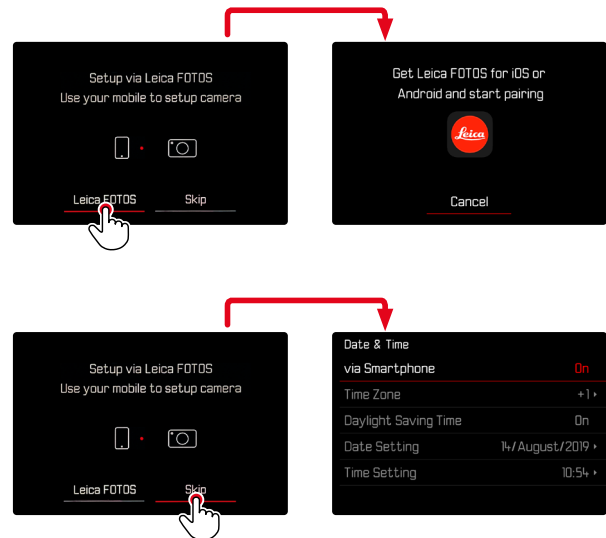 Setup via Leica FOTOS
Use your mobile to setup camera
Leica FOTOS Skip
Get Leica FOTOS for iOS or
Android and start pairing
Leica
Cancel
Setup via Leica FOTOS
Use your mobile to setup camera
Leica FOTOS Skip
Date & Time
via Smartphone On
Time Zone +1
Daylight Saving Time On
Date Setting 14/August/2019
Time Setting 10:54